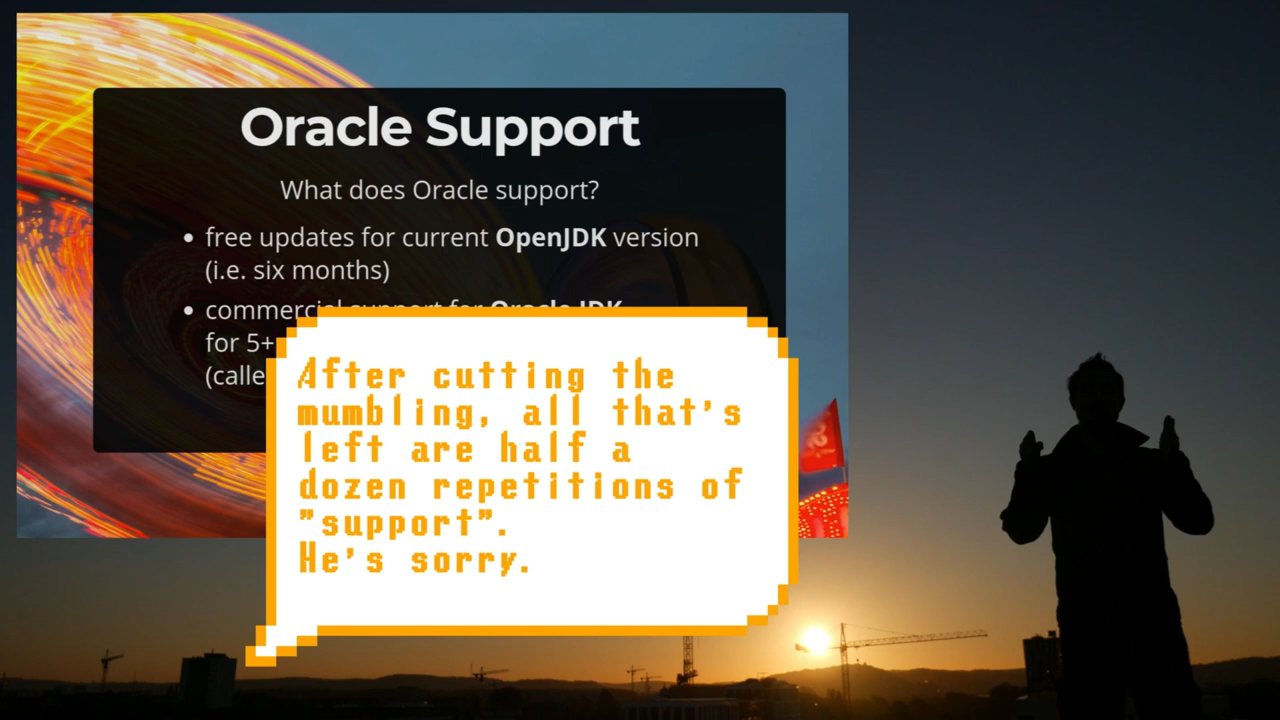 Oracle Support
What does Oracle support?
• free updates for current OpenJDK version
(i.e. six months)
• commercial support for Oracle JDK
for 5+
(calle
After cutting the
mumbling, all that's
left are half a
dozen repetitions of
"support".
He's sorry.